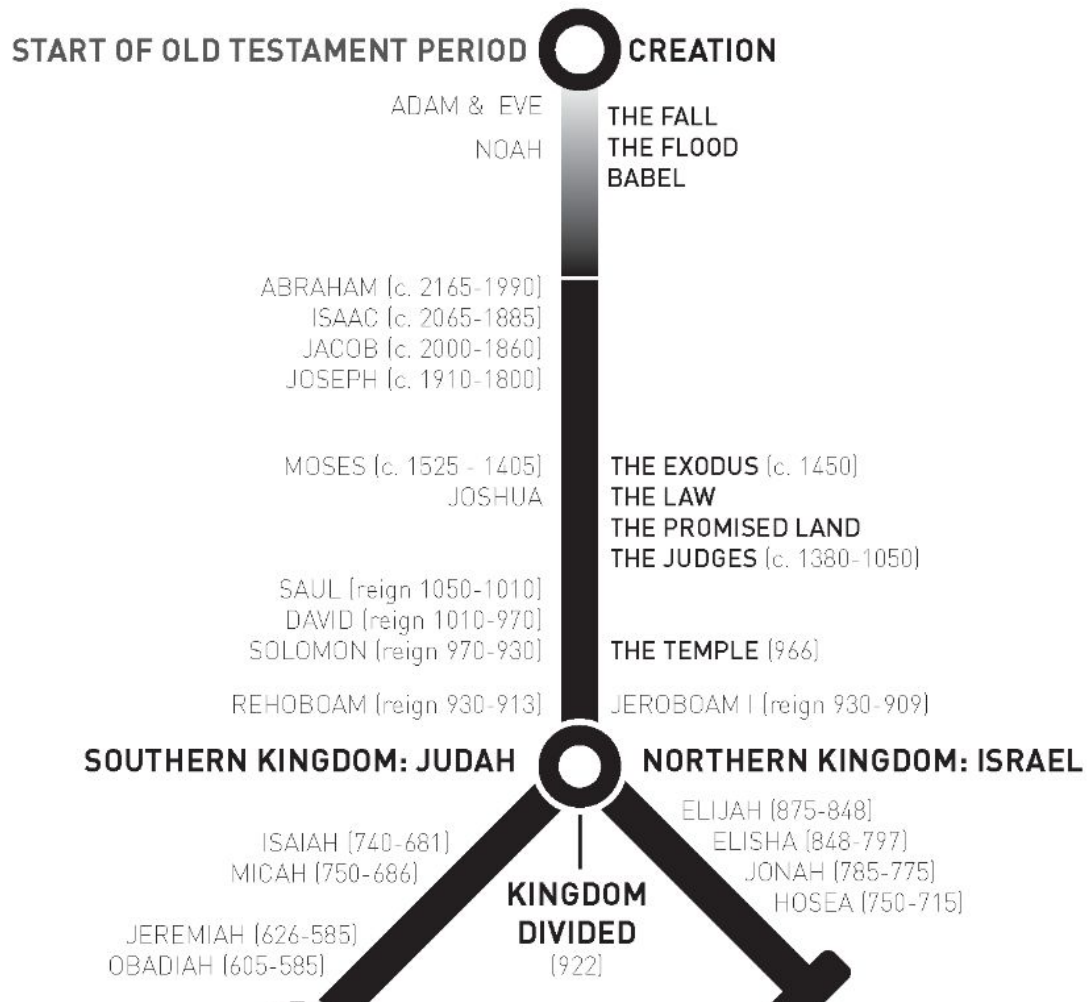 START OF OLD TESTAMENT PERIOD CREATION
ADAM & EVE
NOAH
THE FALL
THE FLOOD
BABEL
ABRAHAM (c. 2165-1990)
ISAAC (c. 2065-1885)
JACOB (c. 2000-1860)
JOSEPH (c. 1910-1800)
MOSES (c. 1525 - 1405)
JOSHUA
THE EXODUS (c. 1450)
THE LAW
THE PROMISED LAND
THE JUDGES (c. 1380-1050)
SAUL (reign 1050-1010)
DAVID (reign 1010-970)
SOLOMON (reign 970-930)
THE TEMPLE (966)
REHOBOAM (reign 930-913)
JEROBOAM I (reign 930-909)
SOUTHERN KINGDOM: JUDAH
NORTHERN KINGDOM: ISRAEL
ISAIAH (740-681)
MICAH (750-686)
JEREMIAH (626-585)
OBADIAH (605-585)
KINGDOM
DIVIDED
(922)
ELIJAH (875-848)
ELISHA (848-797)
JONAH (785-775)
HOSEA (750-715)